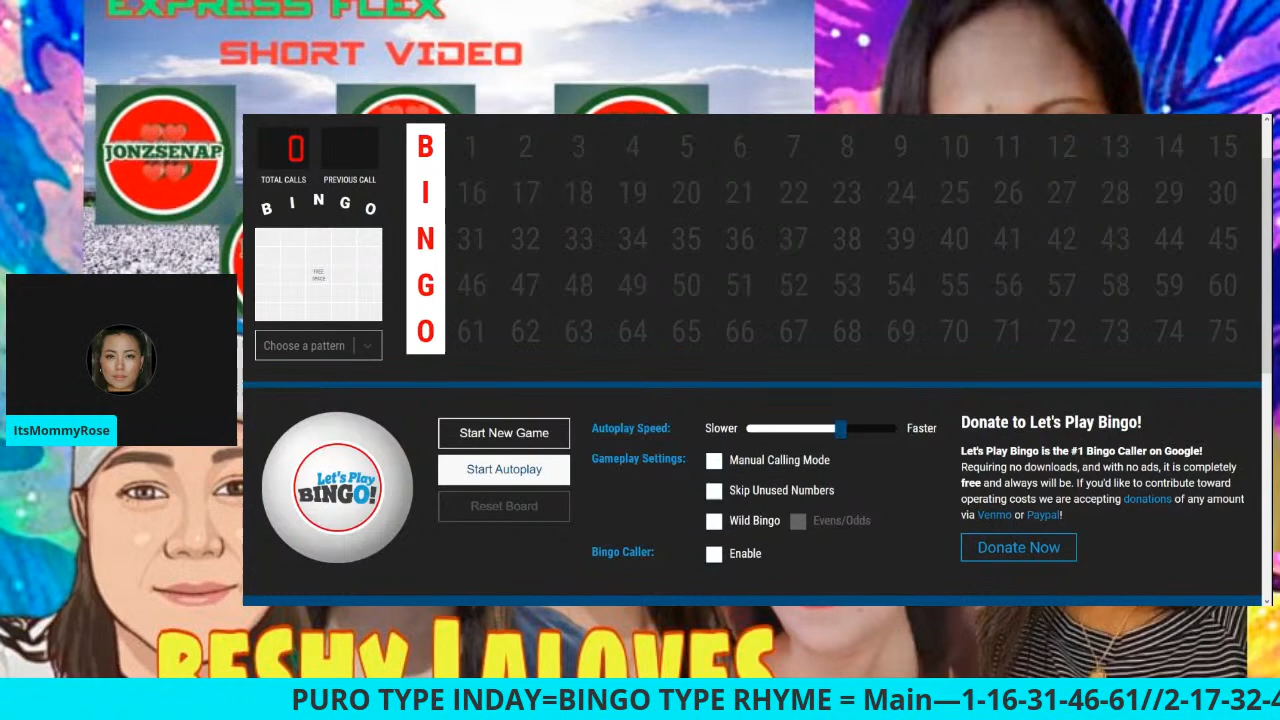 EXPRESS FLEX
SHORT VIDEO
JONZSENAP
0
TOTAL CALLS
PREVIOUS CALL
B I N G O
FREE
SPACE
Choose a pattern
B 1 2 3 4 5 6 7 8 9 10 11 12 13 14 15
I 16 17 18 19 20 21 22 23 24 25 26 27 28 29 30
N 31 32 33 34 35 36 37 38 39 40 41 42 43 44 45
G 46 47 48 49 50 51 52 53 54 55 56 57 58 59 60
O 61 62 63 64 65 66 67 68 69 70 71 72 73 74 75
ItsMommyRose
Let's Play
BINGO!
Start New Game
Start Autoplay
Reset Board
Autoplay Speed: Slower Faster
Gameplay Settings: Manual Calling Mode
Skip Unused Numbers
Wild Bingo Evens/Odds
Bingo Caller: Enable
Donate to Let's Play Bingo!
Let's Play Bingo is the #1 Bingo Caller on Google!
Requiring no downloads, and with no ads, it is completely
free and always will be. If you'd like to contribute toward
operating costs we are accepting donations of any amount
via Venmo or Paypal!
Donate Now
BESHY LALOVES
PURO TYPE INDAY=BINGO TYPE RHYME = Main—1-16-31-46-61//2-17-32-4